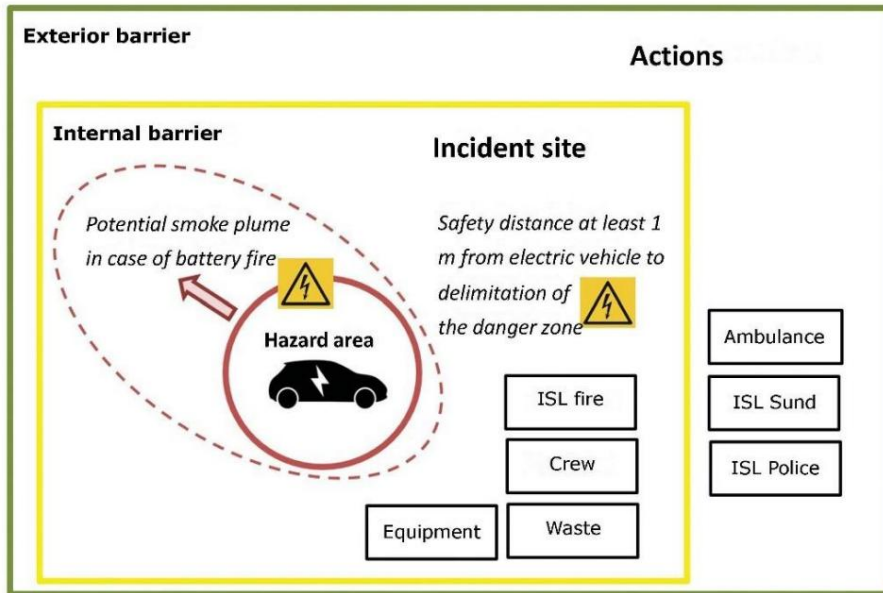 Exterior barrier
Actions
Internal barrier
Incident site
Potential smoke plume
in case of battery fire
Safety distance at least 1
m from electric vehicle to
delimitation of
the danger zone
Hazard area
Ambulance
ISL fire
ISL Sund
Crew
ISL Police
Equipment
Waste